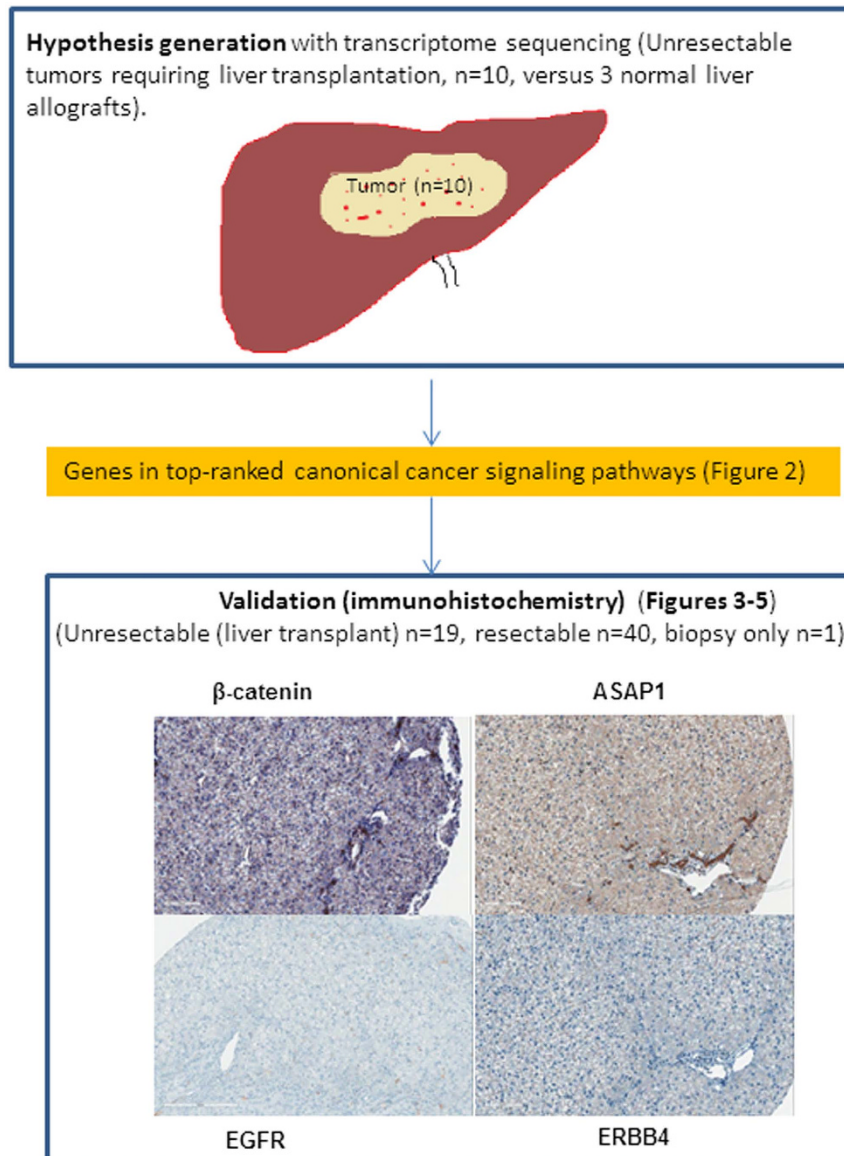 Hypothesis generation with transcriptome sequencing (Unresectable
tumors requiring liver transplantation, n=10, versus 3 normal liver
allografts).
Tumor (n=10)
Genes in top-ranked canonical cancer signaling pathways (Figure 2)
Validation (immunohistochemistry) (Figures 3-5)
(Unresectable (liver transplant) n=19, resectable n=40, biopsy only n=1)
β-catenin
ASAP1
EGFR
ERBB4